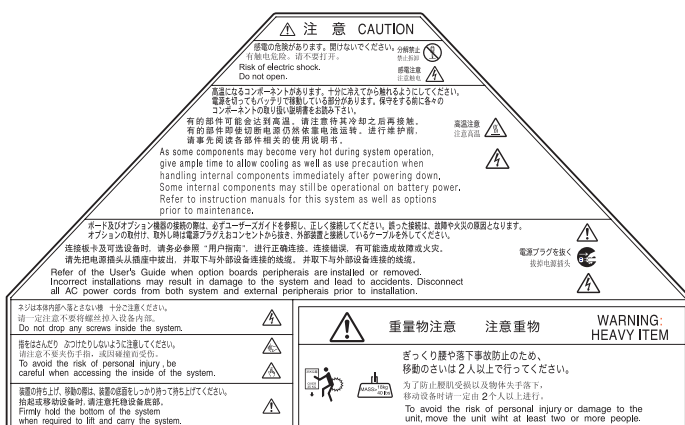 注 意 CAUTION
感電の危険があります。開けないでください。
有触电危险。请不要打开。
Risk of electric shock.
Do not open.
分解禁止
禁止拆卸
感電注意
注意触电
高温になるコンポーネントがあります。十分に冷えてから触れるようにしてください。
電源を切ってもバッテリで稼動している部分があります。保守をする前に各々の
コンポーネントの取り扱い説明書をお読み下さい。
有的部件可能会达到高温。请注意待其冷却之后再接触。
有的部件即使切断电源仍然依靠电池运转。进行维护前，
请事先阅读各部件相关的使用说明书。
As some components may become very hot during system operation,
give ample time to allow cooling as well as use precaution when
handling internal components immediately after powering down,
Some internal components may still be operational on battery power.
Refer to instruction manuals for this system as well as options
prior to maintenance.
高温注意
注意高温
ボード及びオプション機器の接続の際は、必ずユーザーズガイドを参照し、正しく接続してください。誤った接続は、故障や火災の原因となります。
オプションの取付け、取外し時は電源プラグえおコセントから抜き、外部装置と接続しているケーブルを外してください。
连接板卡及可选设备时，请务必参照 “用户指南”，进行正确连接。连接错误，有可能造成故障或火灾。
请先把电源插头从插座中拔出，并取下与外部设备连接的线缆。并取下与外部设备连接的线缆。
Refer of the User's Guide when option boards peripherais are installed or removed.
Incorrect installations may result in damage to the system and lead to accidents. Disconnect
all AC power cords from both system and external peripherais prior to installation.
電源プラグを抜く
拔掉电源插头
ネジは本体内部へ落とさない様 十分ご注意ください。
请一定注意不要将螺丝掉入设备内部。
Do not drop any screws inside the system.
指をはさんだり ぶつけたりしないように注意してください。
请注意不要夹伤手指，或因碰撞而受伤。
To avoid the risk of personal injury , be
careful when accessing the inside of the system.
装置の持ち上げ、移動の際は、装置の底面をしっかり持って持ち上げてください。
抬起或移动设备时,请注意托稳设备底部。
Firmly hold the bottom of the system
when required to lift and carry the system.
重量物注意 注意重物 WARNING:
HEAVY ITEM
ぎっくり腰や落下事故防止のため、
移動のさいは２人以上で行ってください。
为了防止腰肌受损以及物体失手落下，
移动设备时请一定由 2个人以上进行。
To avoid the risk of personal injury or damage to the
unit, move the unit wiht at least two or more people.
MASS> 18kg
40 lbs